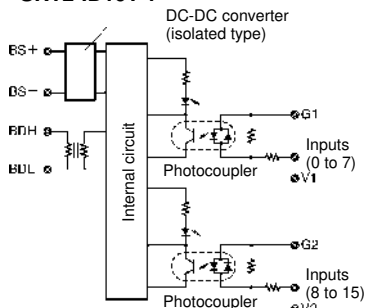 DC-DC converter
(isolated type)
BS+
BS−
BDH
BDL
Internal circuit
G1
Inputs
(0 to 7)
V1
Photocoupler
G2
Inputs
(8 to 15)
Photocoupler